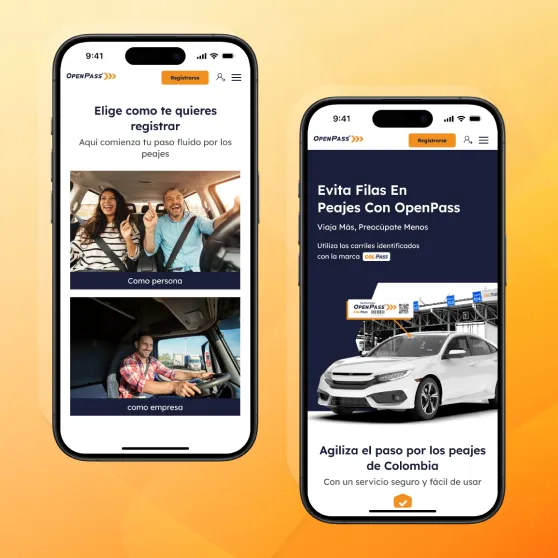 9:41
OPENPASS
Registrarse
Elige como te quieres
registrar
Aqui comienza tu paso fluido por los
peajes
Como persona
como empresa
9:41
OPENPASS
Registrarse
Evita Filas En
Peajes Con OpenPass
Viaja Más, Preocúpate Menos
Utiliza los carriles identificados
con la marca COLPASS
OPENPASS
Agiliza el paso por los peajes
de Colombia
Con un servicio seguro y fácil de usar